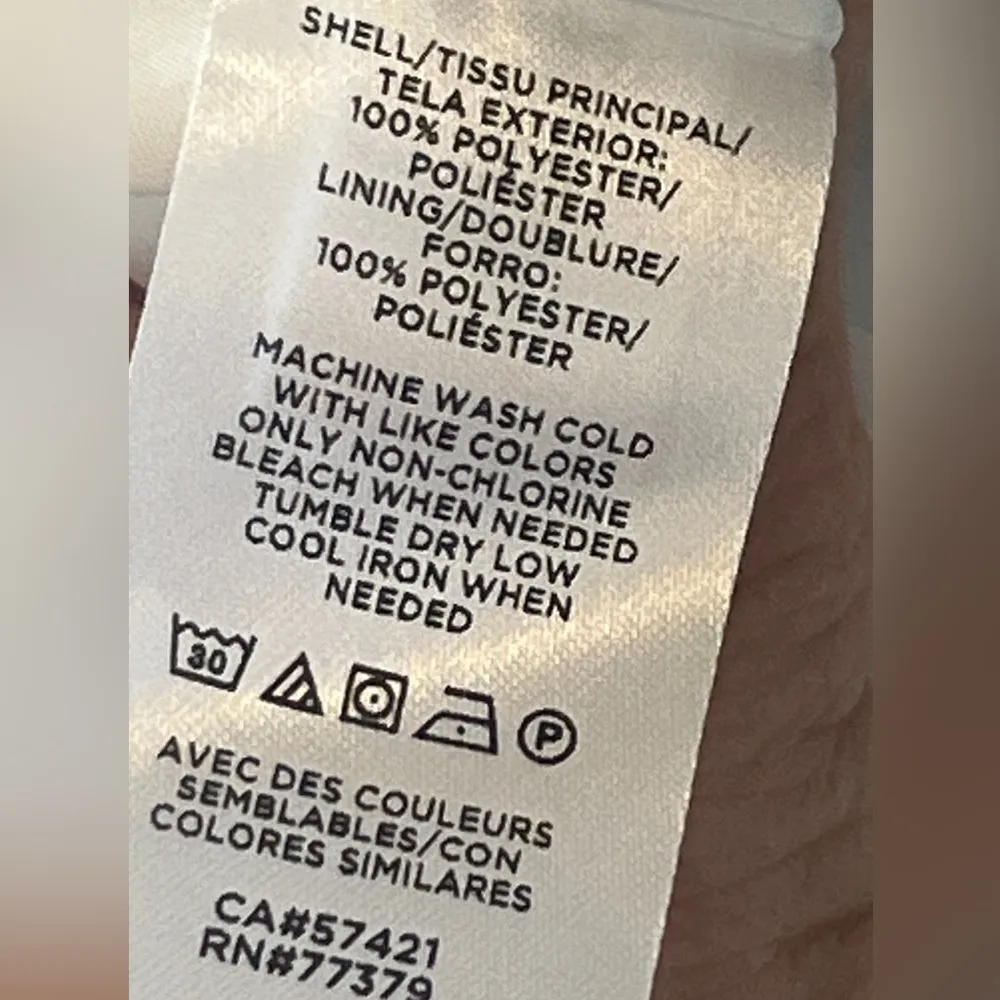 SHELL/TISSU PRINCIPAL/
TELA EXTERIOR:
100% POLYESTER/
POLIÉSTER
LINING/DOUBLURE/
FORRO:
100% POLYESTER/
POLIÉSTER
MACHINE WASH COLD
WITH LIKE COLORS
ONLY NON-CHLORINE
BLEACH WHEN NEEDED
TUMBLE DRY LOW
COOL IRON WHEN
NEEDED
30 P
AVEC DES COULEURS
SEMBLABLES/CON
COLORES SIMILARES
CA#57421
RN#77379